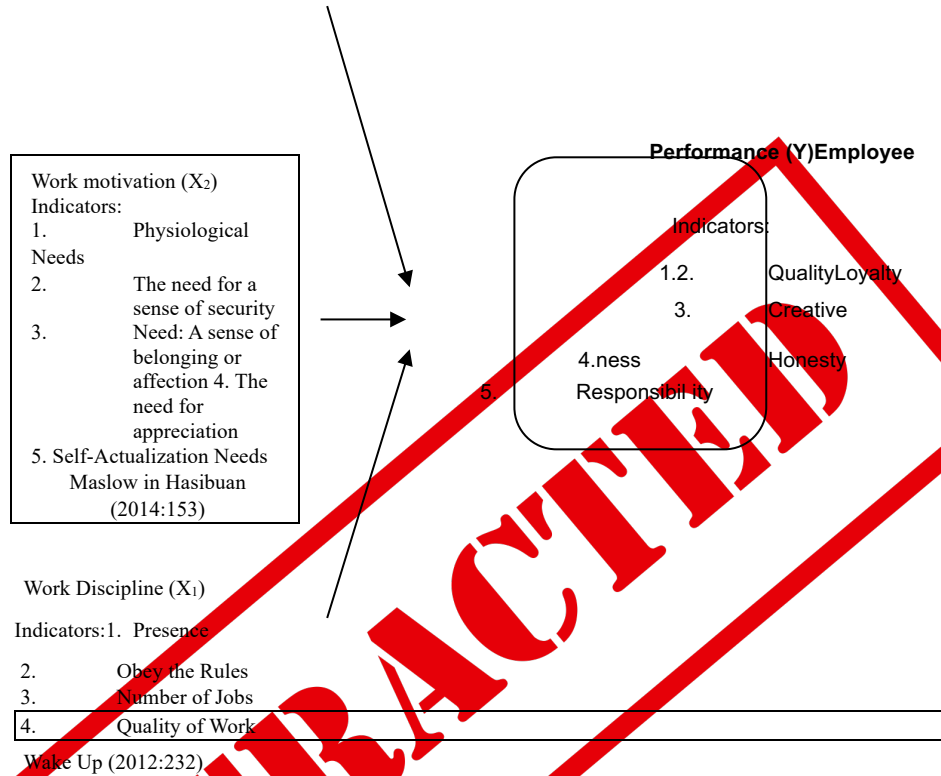 Work motivation (X₂)
Indicators:
1. Physiological
Needs
2. The need for a
sense of security
3. Need: A sense of
belonging or
affection 4. The
need for
appreciation
5. Self-Actualization Needs
Maslow in Hasibuan
(2014:153)
Performance (Y)Employee
Indicators:
1.2. QualityLoyalty
3. Creative
4.ness Honesty
5. Responsibil ity
Work Discipline (X₁)
Indicators:1. Presence
2. Obey the Rules
3. Number of Jobs
4. Quality of Work
Wake Up (2012:232)
RACTED